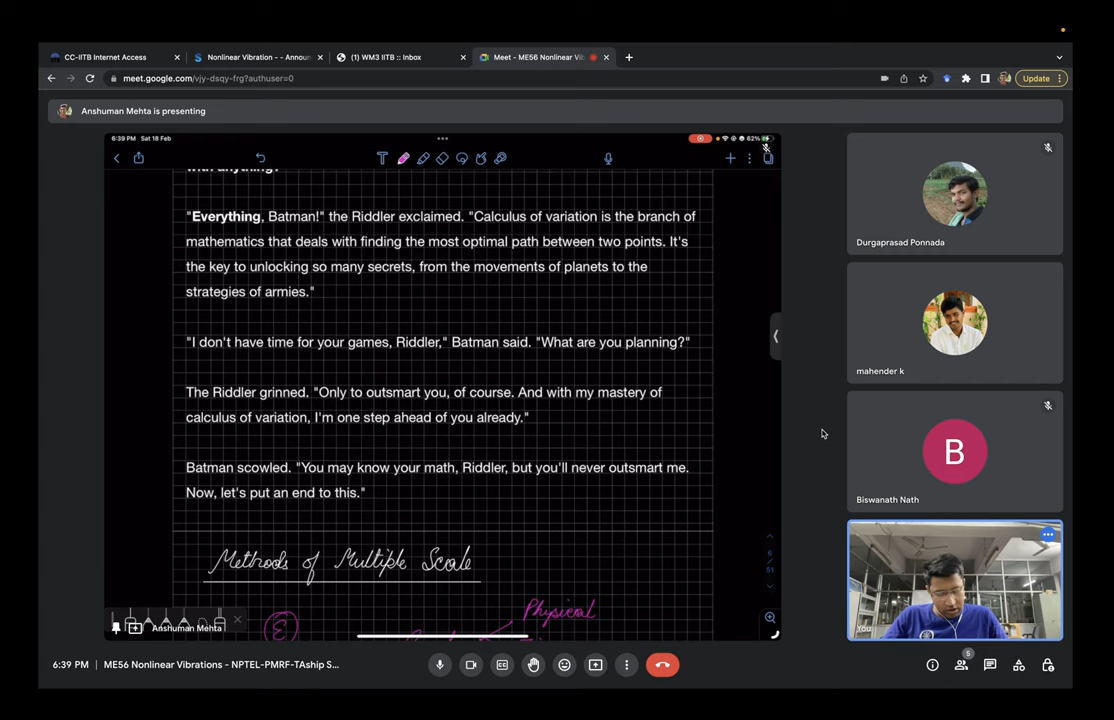 CC-IITB Internet Access
Nonlinear Vibration - - Announ
(1) WM3 IITB :: Inbox
Meet - ME56 Nonlinear Vib
meet.google.com/vjy-dsqy-frg?authuser=0
Update
Anshuman Mehta is presenting
6:39 PM Sat 18 Feb
62%
with anything?"
"Everything, Batman!" the Riddler exclaimed. "Calculus of variation is the branch of
mathematics that deals with finding the most optimal path between two points. It's
the key to unlocking so many secrets, from the movements of planets to the
strategies of armies."
"I don't have time for your games, Riddler," Batman said. "What are you planning?"
The Riddler grinned. "Only to outsmart you, of course. And with my mastery of
calculus of variation, I'm one step ahead of you already."
Batman scowled. "You may know your math, Riddler, but you'll never outsmart me.
Now, let's put an end to this."
Methods of Multiple Scale
Physical
6
/
51
Anshuman Mehta
Durgaprasad Ponnada
mahender k
B
Biswanath Nath
You
6:39 PM | ME56 Nonlinear Vibrations - NPTEL-PMRF-TAship S...
5